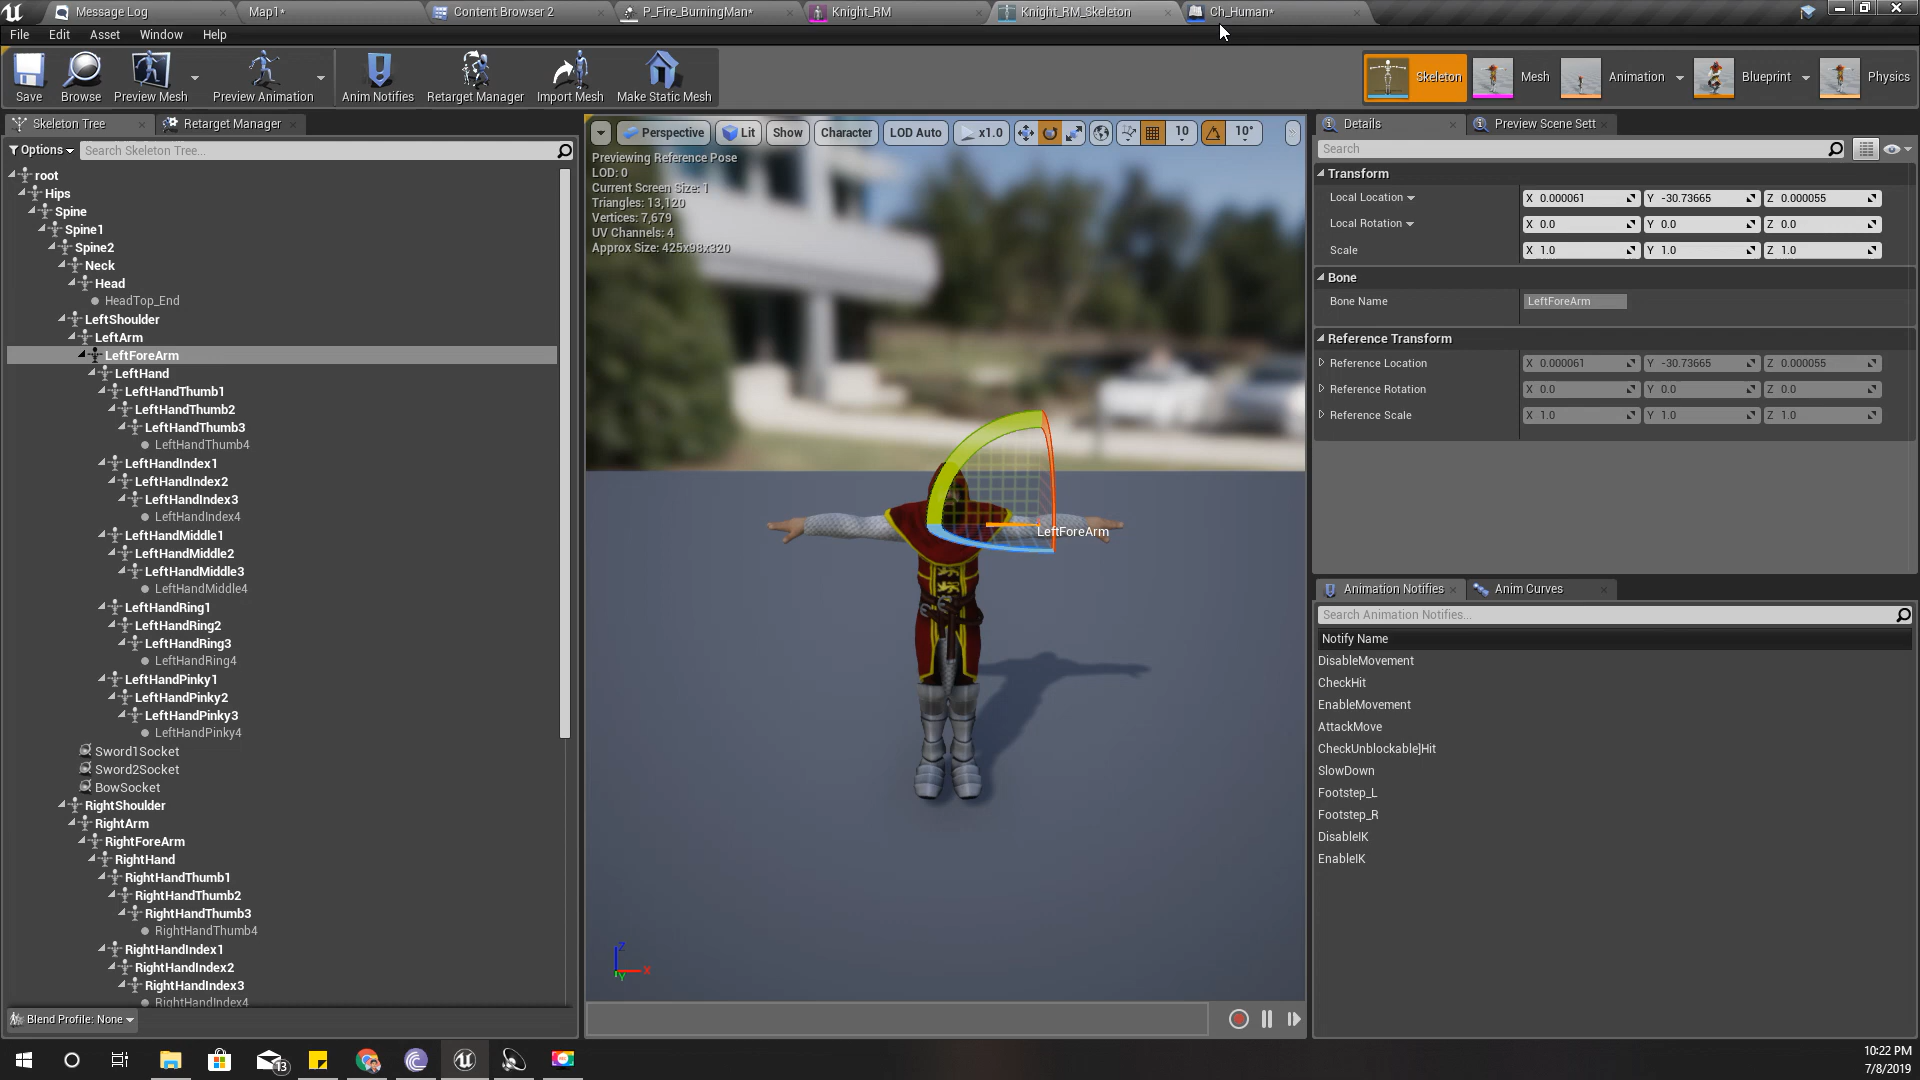 Message Log
Map1*
Content Browser 2
P_Fire_BurningMan*
Knight_RM
Knight_RM_Skeleton
Ch_Human*
File Edit Asset Window Help
Save
Browse
Preview Mesh
Preview Animation
Anim Notifies
Retarget Manager
Import Mesh
Make Static Mesh
Skeleton
Mesh
Animation
Blueprint
Physics
Skeleton Tree
Retarget Manager
Options
Search Skeleton Tree...
root
Hips
Spine
Spine1
Spine2
Neck
Head
HeadTop_End
LeftShoulder
LeftArm
LeftForeArm
LeftHand
LeftHandThumb1
LeftHandThumb2
LeftHandThumb3
LeftHandThumb4
LeftHandIndex1
LeftHandIndex2
LeftHandIndex3
LeftHandIndex4
LeftHandMiddle1
LeftHandMiddle2
LeftHandMiddle3
LeftHandMiddle4
LeftHandRing1
LeftHandRing2
LeftHandRing3
LeftHandRing4
LeftHandPinky1
LeftHandPinky2
LeftHandPinky3
LeftHandPinky4
Sword1Socket
Sword2Socket
BowSocket
RightShoulder
RightArm
RightForeArm
RightHand
RightHandThumb1
RightHandThumb2
RightHandThumb3
RightHandThumb4
RightHandIndex1
RightHandIndex2
RightHandIndex3
RightHandIndex4
Blend Profile: None
Perspective Lit Show Character LOD Auto x1.0 10 10°
Previewing Reference Pose
LOD: 0
Current Screen Size: 1
Triangles: 13,120
Vertices: 7,679
UV Channels: 4
Approx Size: 425x98x320
LeftForeArm
Z
X
Y
Details
Preview Scene Sett
Search
Transform
Local Location X 0.000061 Y -30.73665 Z 0.000055
Local Rotation X 0.0 Y 0.0 Z 0.0
Scale X 1.0 Y 1.0 Z 1.0
Bone
Bone Name LeftForeArm
Reference Transform
Reference Location X 0.000061 Y -30.73665 Z 0.000055
Reference Rotation X 0.0 Y 0.0 Z 0.0
Reference Scale X 1.0 Y 1.0 Z 1.0
Animation Notifies
Anim Curves
Search Animation Notifies...
Notify Name
DisableMovement
CheckHit
EnableMovement
AttackMove
CheckUnblockable]Hit
SlowDown
Footstep_L
Footstep_R
DisableIK
EnableIK
13
10:22 PM
7/8/2019